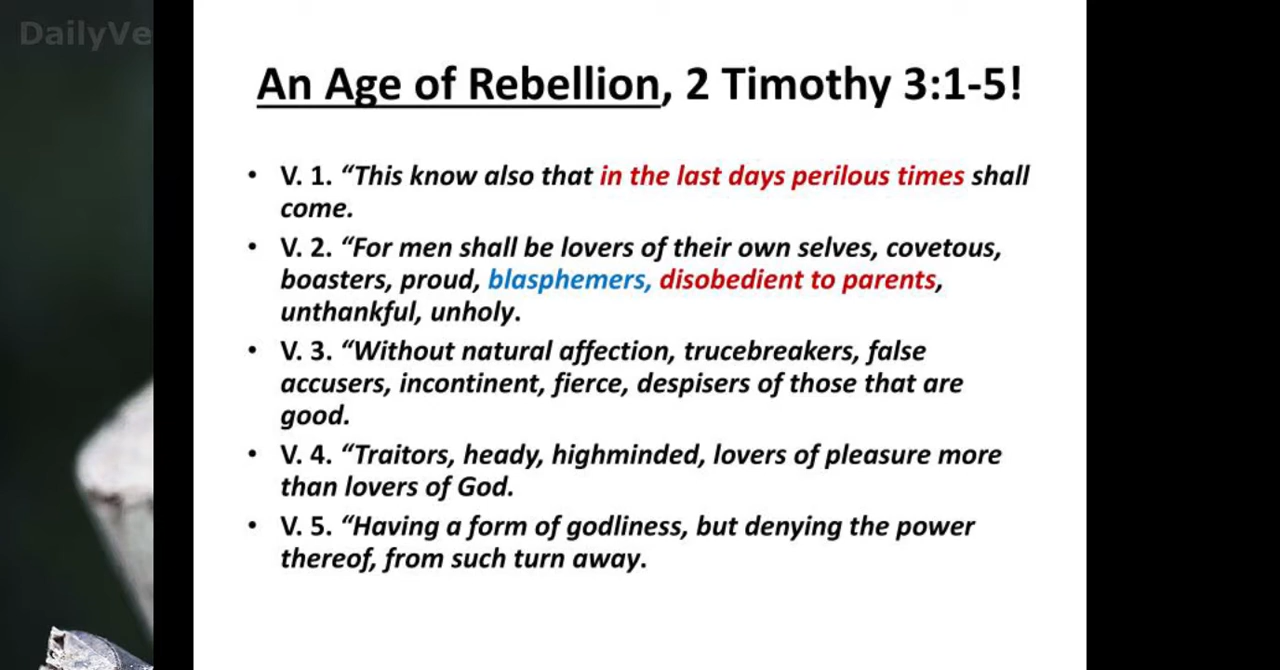 DailyVe
An Age of Rebellion, 2 Timothy 3:1-5!
• V. 1. “This know also that in the last days perilous times shall
come.
• V. 2. “For men shall be lovers of their own selves, covetous,
boasters, proud, blasphemers, disobedient to parents,
unthankful, unholy.
• V. 3. “Without natural affection, trucebreakers, false
accusers, incontinent, fierce, despisers of those that are
good.
• V. 4. “Traitors, heady, highminded, lovers of pleasure more
than lovers of God.
• V. 5. “Having a form of godliness, but denying the power
thereof, from such turn away.